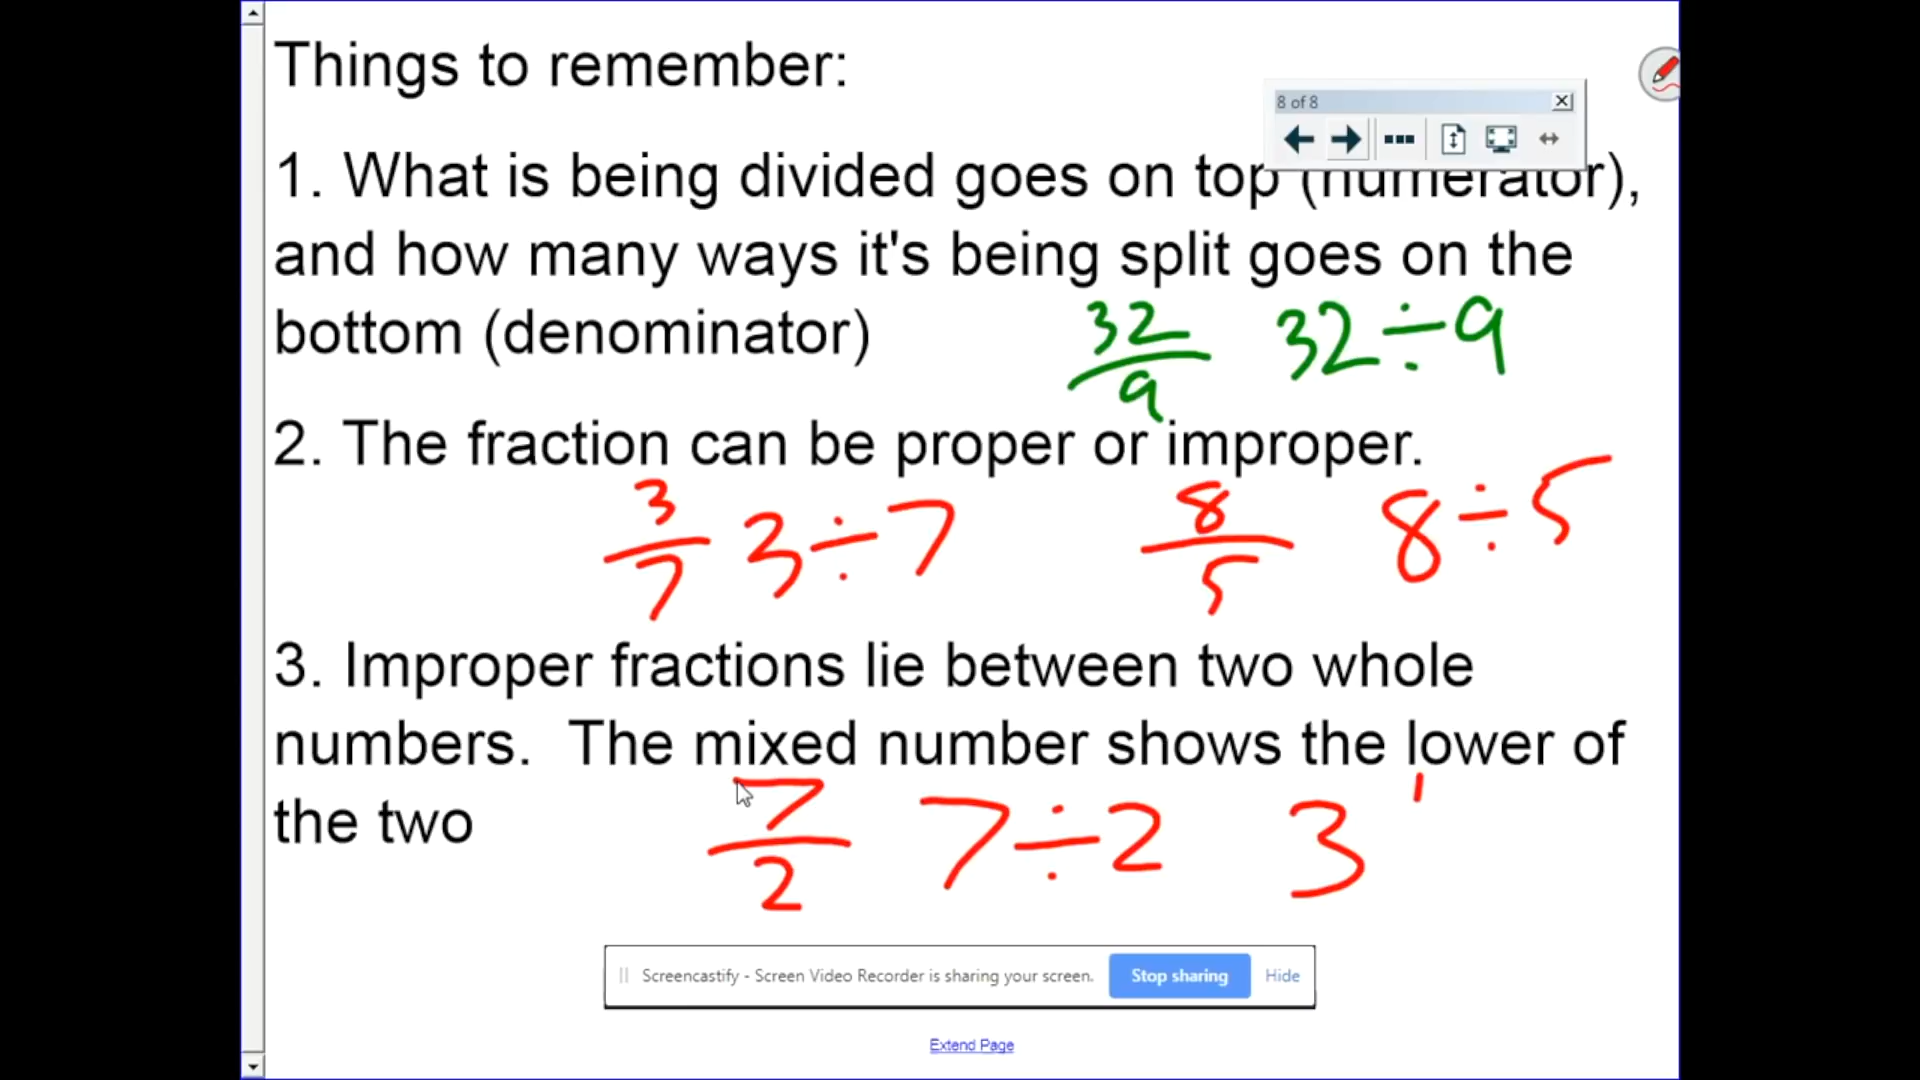 Things to remember:
8 of 8
1. What is being divided goes on top (numerator),
and how many ways it's being split goes on the
bottom (denominator)
32/9 32÷9
2. The fraction can be proper or improper.
3/7 3÷7 8/5 8÷5
3. Improper fractions lie between two whole
numbers. The mixed number shows the lower of
the two
7/2 7÷2 3 1
Screencastify - Screen Video Recorder is sharing your screen. Stop sharing Hide
Extend Page